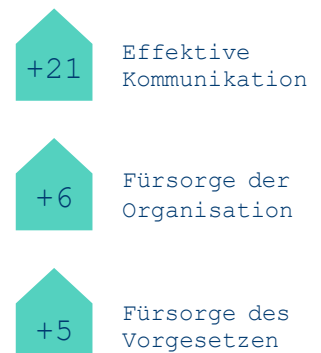 +21
Effektive
Kommunikation
+6
Fürsorge der
Organisation
+5
Fürsorge des
Vorgesetzen